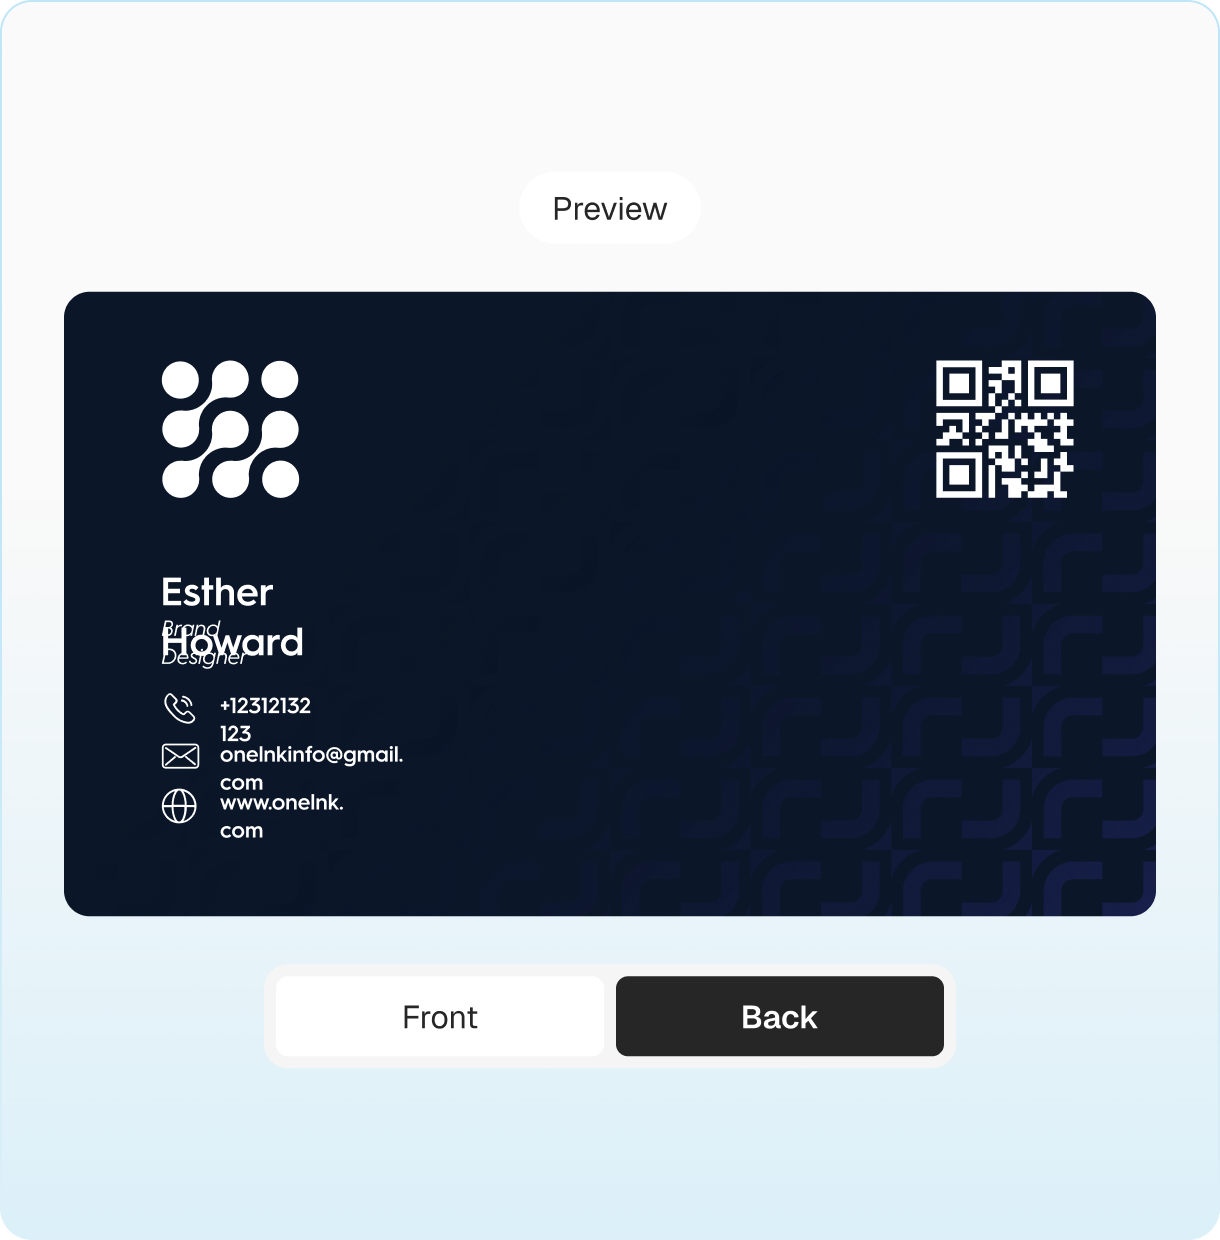 Preview
Esther
Brand
Howard
Designer
+12312132
123
onelnkinfo@gmail.
com
www.onelnk.
com
Front
Back